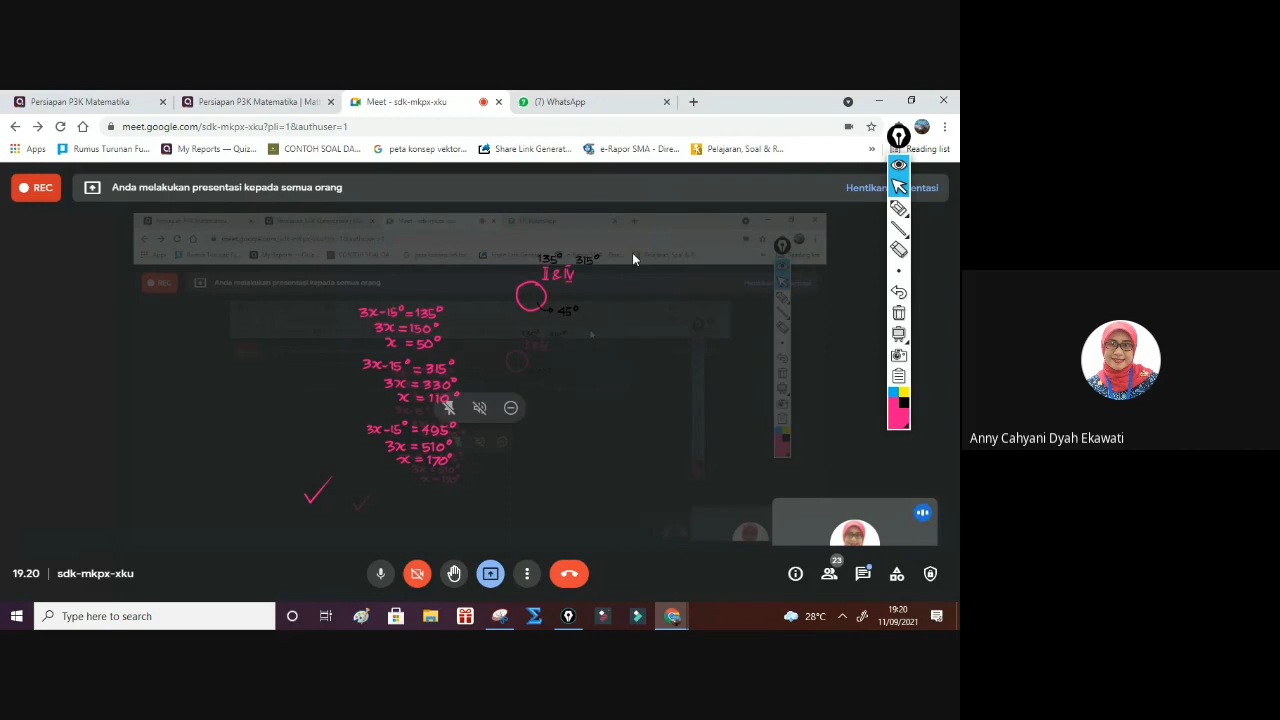 Persiapan P3K Matematika
Persiapan P3K Matematika | Mat
Meet - sdk-mkpx-xku
(7) WhatsApp
meet.google.com/sdk-mkpx-xku?pli=1&authuser=1
Apps
Rumus Turunan Fu...
My Reports — Quiz...
CONTOH SOAL DA...
peta konsep vektor...
Share Link Generat...
e-Rapor SMA - Dire...
Pelajaran, Soal & R...
»
Reading list
REC
Anda melakukan presentasi kepada semua orang
135° 315°
II & IV
45°
3x-15° = 135°
3x = 150°
x = 50°
3x-15° = 315°
3x = 330°
x = 110°
3x-15° = 495°
3x = 510°
x = 170°
Anny Cahyani Dyah Ekawati
19.20 | sdk-mkpx-xku
23
Type here to search
28°C
19:20
11/09/2021